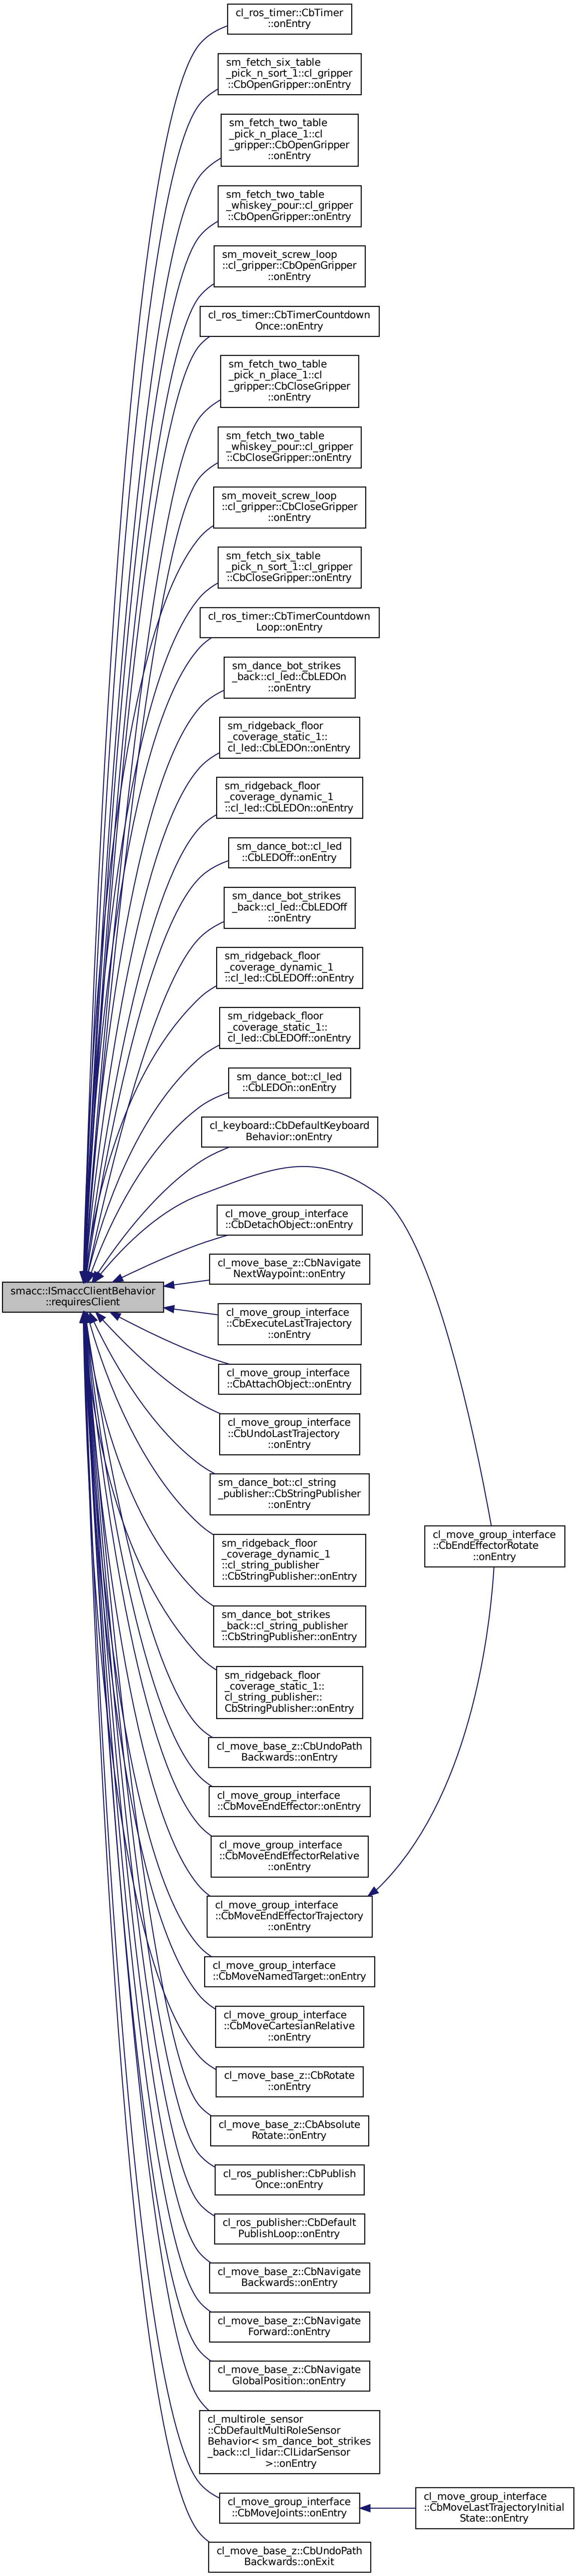 cl_ros_timer::CbTimer
::onEntry
sm_fetch_six_table
_pick_n_sort_1::cl_gripper
::CbOpenGripper::onEntry
sm_fetch_two_table
_pick_n_place_1::cl
_gripper::CbOpenGripper
::onEntry
sm_fetch_two_table
_whiskey_pour::cl_gripper
::CbOpenGripper::onEntry
sm_moveit_screw_loop
::cl_gripper::CbOpenGripper
::onEntry
cl_ros_timer::CbTimerCountdown
Once::onEntry
sm_fetch_two_table
_pick_n_place_1::cl
_gripper::CbCloseGripper
::onEntry
sm_fetch_two_table
_whiskey_pour::cl_gripper
::CbCloseGripper::onEntry
sm_moveit_screw_loop
::cl_gripper::CbCloseGripper
::onEntry
sm_fetch_six_table
_pick_n_sort_1::cl_gripper
::CbCloseGripper::onEntry
cl_ros_timer::CbTimerCountdown
Loop::onEntry
sm_dance_bot_strikes
_back::cl_led::CbLEDOn
::onEntry
sm_ridgeback_floor
_coverage_static_1::
cl_led::CbLEDOn::onEntry
sm_ridgeback_floor
_coverage_dynamic_1
::cl_led::CbLEDOn::onEntry
sm_dance_bot::cl_led
::CbLEDOff::onEntry
sm_dance_bot_strikes
_back::cl_led::CbLEDOff
::onEntry
sm_ridgeback_floor
_coverage_dynamic_1
::cl_led::CbLEDOff::onEntry
sm_ridgeback_floor
_coverage_static_1::
cl_led::CbLEDOff::onEntry
sm_dance_bot::cl_led
::CbLEDOn::onEntry
cl_keyboard::CbDefaultKeyboard
Behavior::onEntry
cl_move_group_interface
::CbDetachObject::onEntry
cl_move_base_z::CbNavigate
NextWaypoint::onEntry
smacc::ISmaccClientBehavior
::requiresClient
cl_move_group_interface
::CbExecuteLastTrajectory
::onEntry
cl_move_group_interface
::CbAttachObject::onEntry
cl_move_group_interface
::CbUndoLastTrajectory
::onEntry
sm_dance_bot::cl_string
_publisher::CbStringPublisher
::onEntry
cl_move_group_interface
::CbEndEffectorRotate
::onEntry
sm_ridgeback_floor
_coverage_dynamic_1
::cl_string_publisher
::CbStringPublisher::onEntry
sm_dance_bot_strikes
_back::cl_string_publisher
::CbStringPublisher::onEntry
sm_ridgeback_floor
_coverage_static_1::
cl_string_publisher::
CbStringPublisher::onEntry
cl_move_base_z::CbUndoPath
Backwards::onEntry
cl_move_group_interface
::CbMoveEndEffector::onEntry
cl_move_group_interface
::CbMoveEndEffectorRelative
::onEntry
cl_move_group_interface
::CbMoveEndEffectorTrajectory
::onEntry
cl_move_group_interface
::CbMoveNamedTarget::onEntry
cl_move_group_interface
::CbMoveCartesianRelative
::onEntry
cl_move_base_z::CbRotate
::onEntry
cl_move_base_z::CbAbsolute
Rotate::onEntry
cl_ros_publisher::CbPublish
Once::onEntry
cl_ros_publisher::CbDefault
PublishLoop::onEntry
cl_move_base_z::CbNavigate
Backwards::onEntry
cl_move_base_z::CbNavigate
Forward::onEntry
cl_move_base_z::CbNavigate
GlobalPosition::onEntry
cl_multirole_sensor
::CbDefaultMultiRoleSensor
Behavior< sm_dance_bot_strikes
_back::cl_lidar::ClLidarSensor
>::onEntry
cl_move_group_interface
::CbMoveJoints::onEntry
cl_move_group_interface
::CbMoveLastTrajectoryInitial
State::onEntry
cl_move_base_z::CbUndoPath
Backwards::onExit